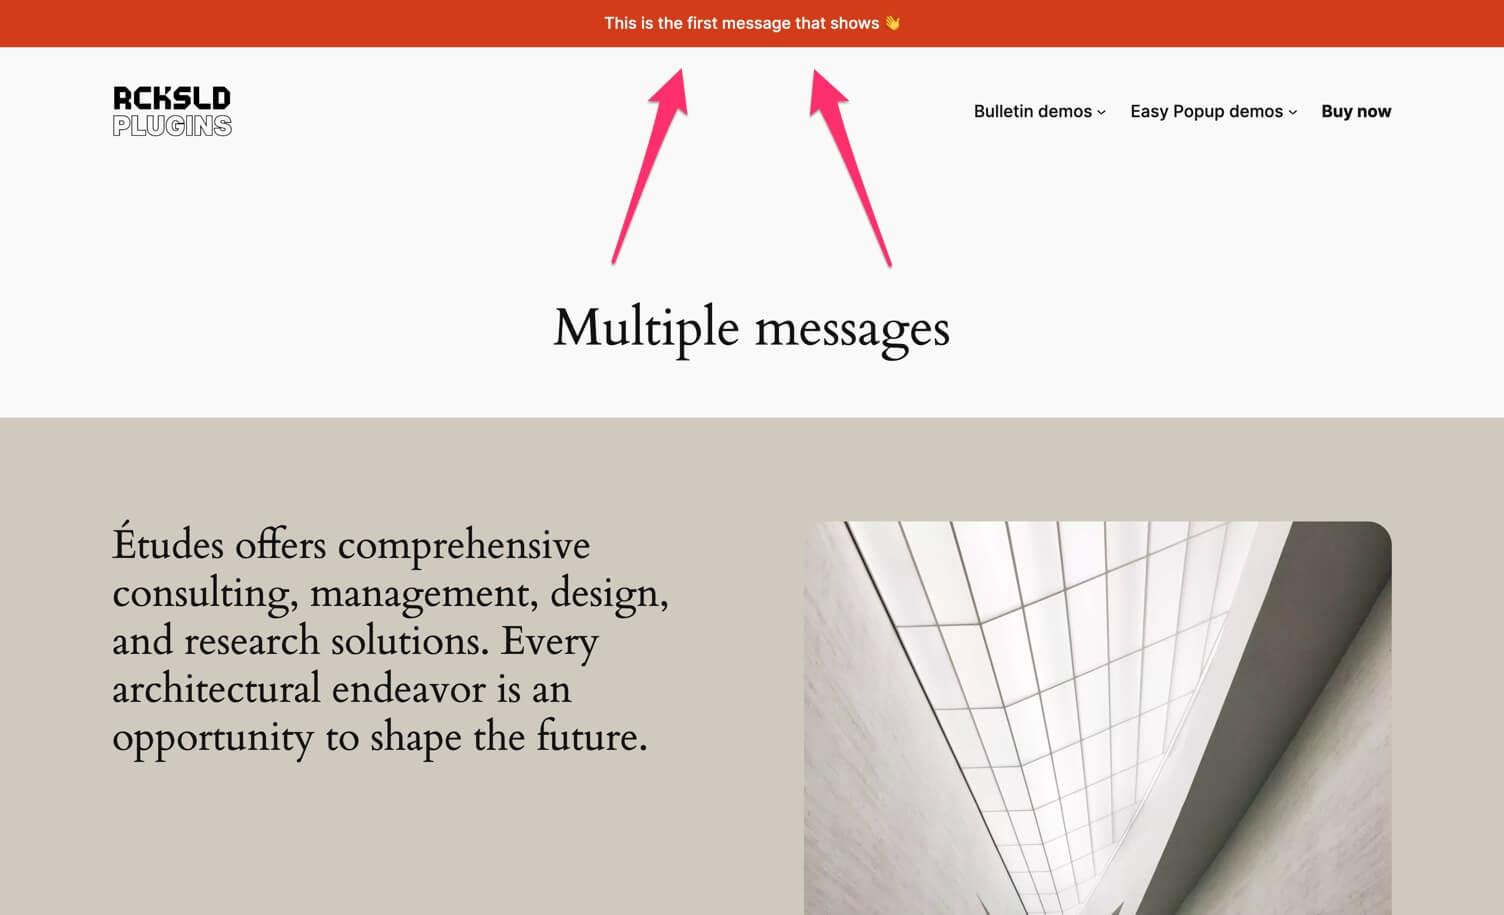 This is the first message that shows 👋
RCKSLD
PLUGINS
Bulletin demos
Easy Popup demos
Buy now
Multiple messages
Études offers comprehensive
consulting, management, design,
and research solutions. Every
architectural endeavor is an
opportunity to shape the future.